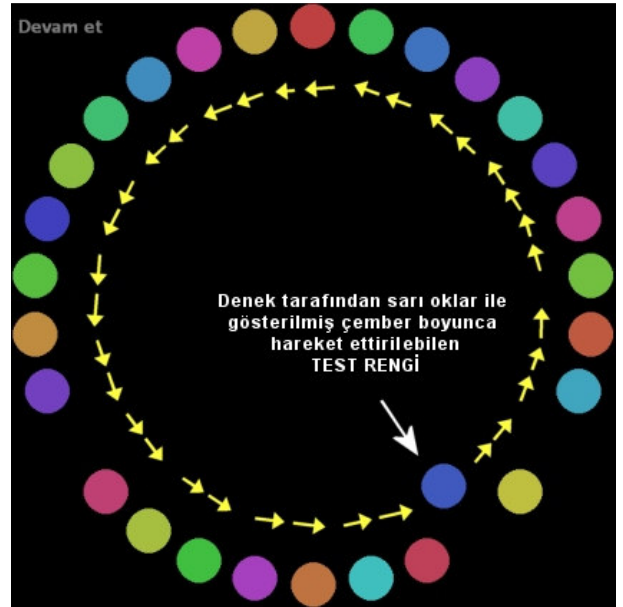 Devam et
Denek tarafından sarı oklar ile
gösterilmiş çember boyunca
hareket ettirilebilen
TEST RENGİ